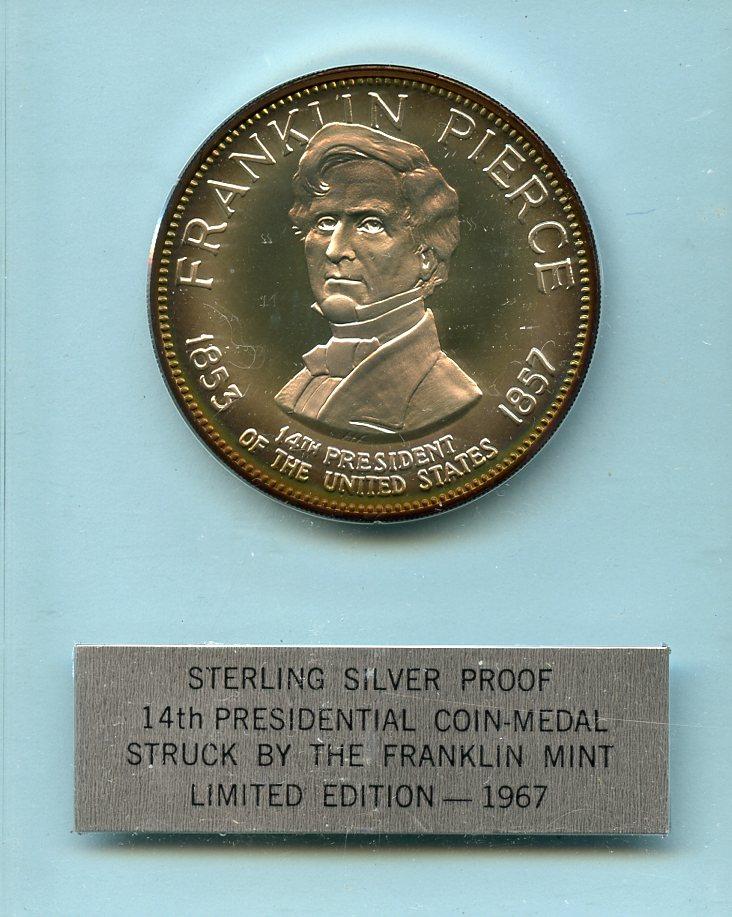 FRANKLIN PIERCE
1853
1857
14TH PRESIDENT
OF THE UNITED STATES
STERLING SILVER PROOF
14th PRESIDENTIAL COIN-MEDAL
STRUCK BY THE FRANKLIN MINT
LIMITED EDITION — 1967